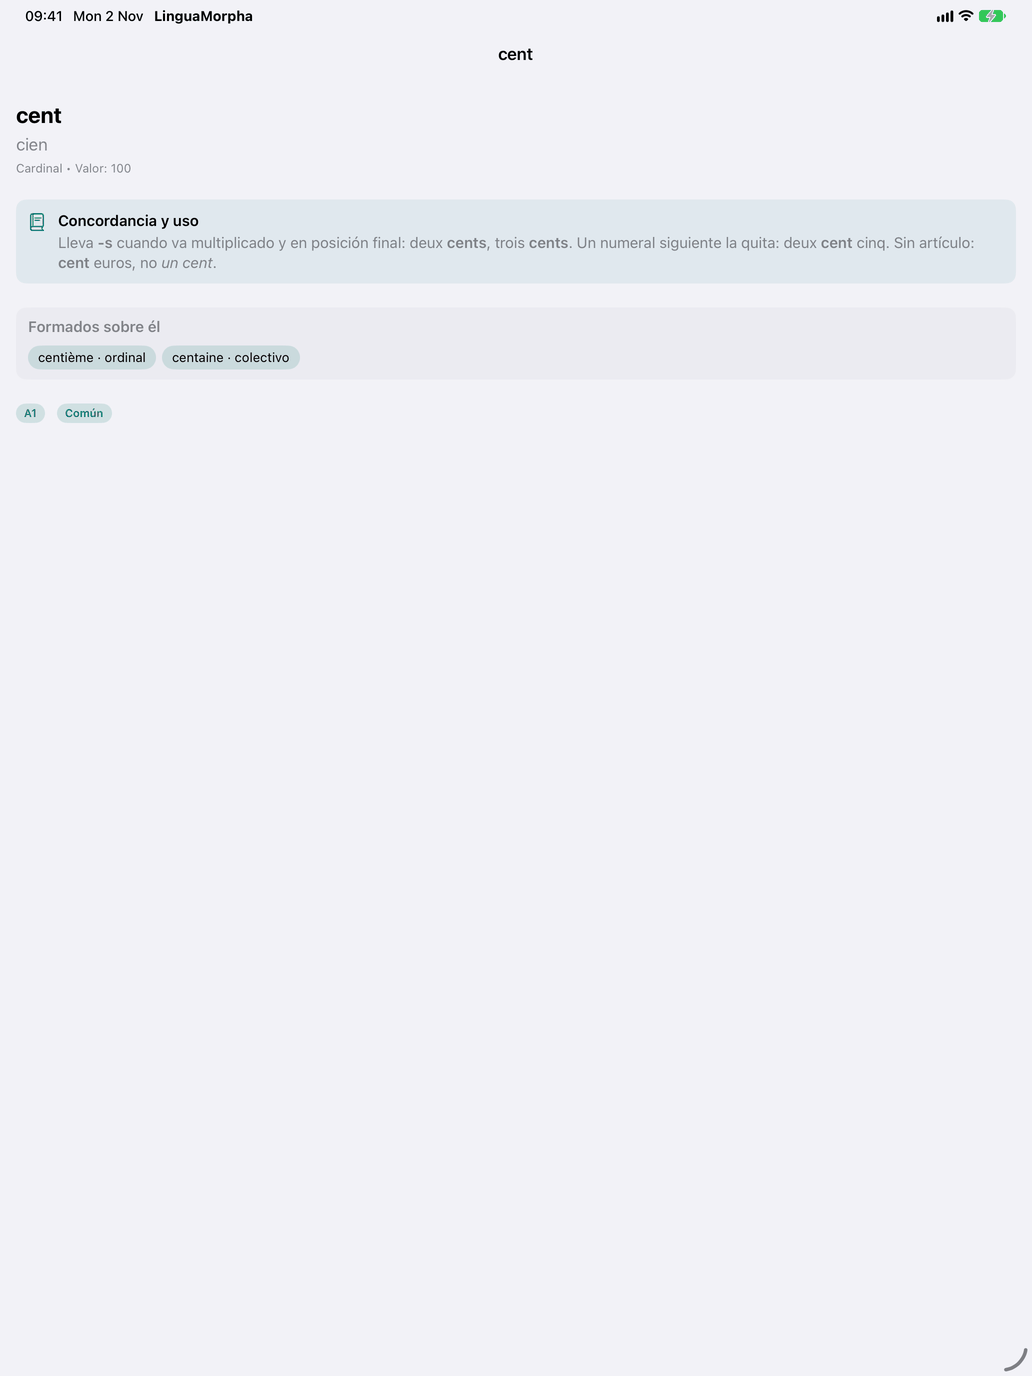 09:41 Mon 2 Nov LinguaMorpha
cent
cent
cien
Cardinal • Valor: 100
Concordancia y uso
Lleva -s cuando va multiplicado y en posición final: deux cents, trois cents. Un numeral siguiente la quita: deux cent cinq. Sin artículo:
cent euros, no un cent.
Formados sobre él
centième · ordinal centaine · colectivo
A1 Común